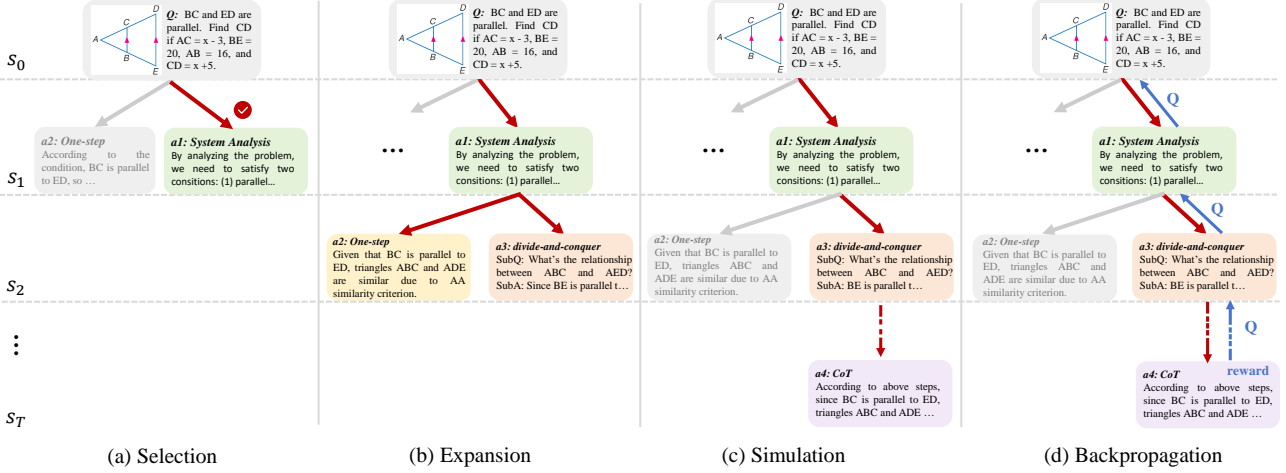 Q: BC and ED are
parallel. Find CD
if AC = x - 3, BE =
20, AB = 16, and
CD = x +5.
A
C
B
D
E
Q: BC and ED are
parallel. Find CD
if AC = x - 3, BE =
20, AB = 16, and
CD = x +5.
A
C
B
D
E
Q: BC and ED are
parallel. Find CD
if AC = x - 3, BE =
20, AB = 16, and
CD = x +5.
A
C
B
D
E
Q: BC and ED are
parallel. Find CD
if AC = x - 3, BE =
20, AB = 16, and
CD = x +5.
A
C
B
D
E
s0
Q
a2: One-step
According to the
condition, BC is parallel
to ED, so …
a1: System Analysis
By analyzing the problem,
we need to satisfy two
consitions: (1) parallel…
...
a1: System Analysis
By analyzing the problem,
we need to satisfy two
consitions: (1) parallel…
...
a1: System Analysis
By analyzing the problem,
we need to satisfy two
consitions: (1) parallel…
...
a1: System Analysis
By analyzing the problem,
we need to satisfy two
consitions: (1) parallel…
s1
Q
a2: One-step
Given that BC is parallel to
ED, triangles ABC and ADE
are similar due to AA
similarity criterion.
a3: divide-and-conquer
SubQ: What's the relationship
between ABC and AED?
SubA: Since BE is parallel t…
a2: One-step
Given that BC is parallel to
ED, triangles ABC and
ADE are similar due to AA
similarity criterion.
a3: divide-and-conquer
SubQ: What's the relationship
between ABC and AED?
SubA: BE is parallel t…
a2: One-step
Given that BC is parallel to
ED, triangles ABC and
ADE are similar due to AA
similarity criterion.
a3: divide-and-conquer
SubQ: What's the relationship
between ABC and AED?
SubA: BE is parallel t…
s2
Q
reward
⋮
a4: CoT
According to above steps,
since BC is parallel to ED,
triangles ABC and ADE …
a4: CoT
According to above steps,
since BC is parallel to ED,
triangles ABC and ADE …
sT
(a) Selection
(b) Expansion
(c) Simulation
(d) Backpropagation